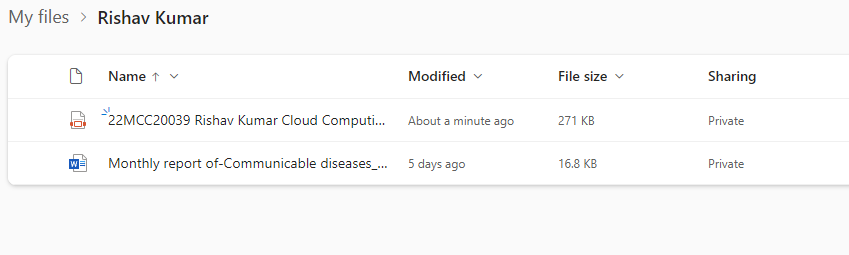 My files > Rishav Kumar
Name ↑ Modified File size Sharing
22MCC20039 Rishav Kumar Cloud Computi... About a minute ago 271 KB Private
Monthly report of-Communicable diseases_... 5 days ago 16.8 KB Private